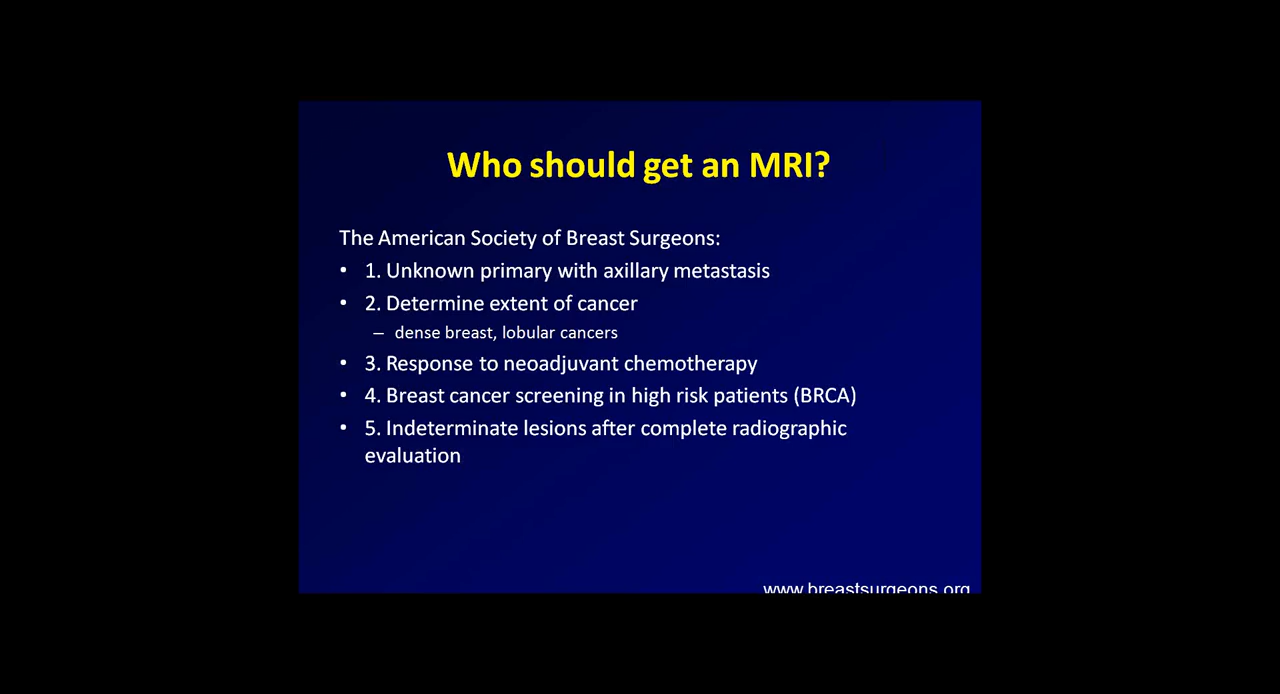 Who should get an MRI?
The American Society of Breast Surgeons:
• 1. Unknown primary with axillary metastasis
• 2. Determine extent of cancer
– dense breast, lobular cancers
• 3. Response to neoadjuvant chemotherapy
• 4. Breast cancer screening in high risk patients (BRCA)
• 5. Indeterminate lesions after complete radiographic
evaluation
www.breastsurgeons.org